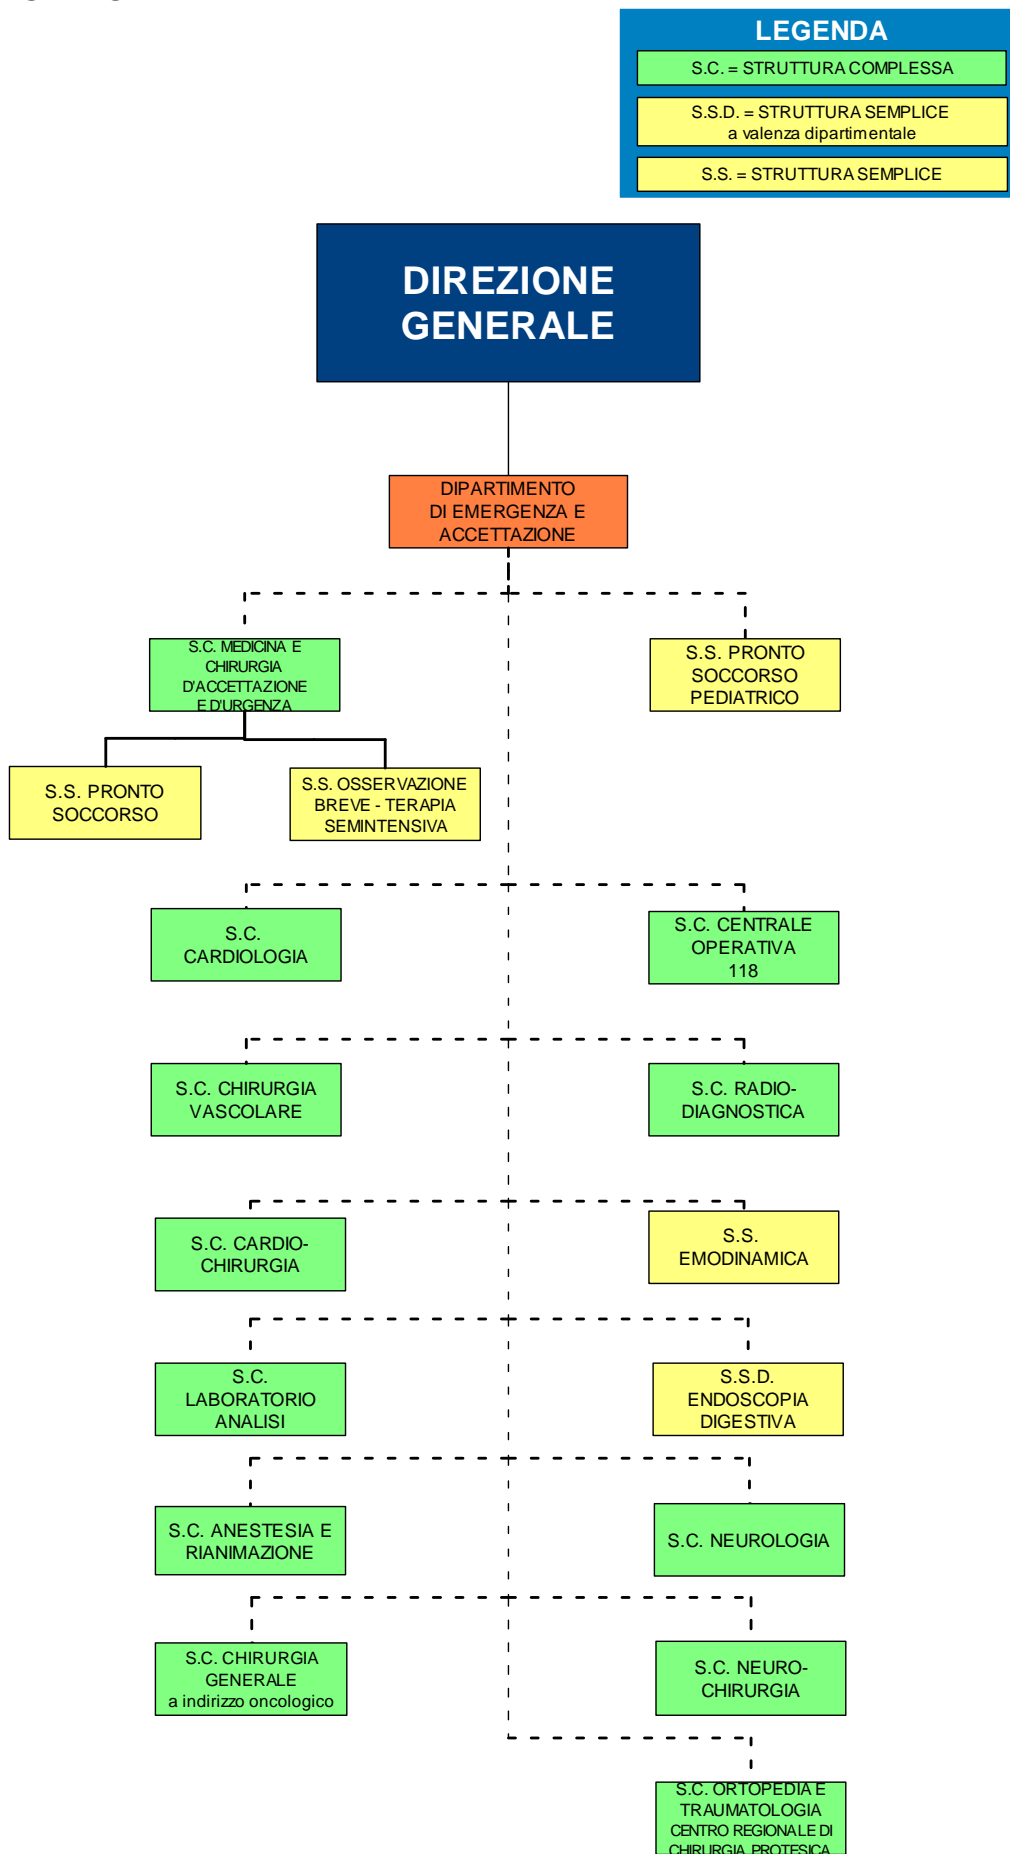 LEGENDA
S.C. = STRUTTURA COMPLESSA
S.S.D. = STRUTTURA SEMPLICE
a valenza dipartimentale
S.S. = STRUTTURA SEMPLICE
DIREZIONE
GENERALE
DIPARTIMENTO
DI EMERGENZA E
ACCETTAZIONE
S.C. MEDICINA E
CHIRURGIA
D'ACCETTAZIONE
E D'URGENZA
S.S. PRONTO
SOCCORSO
PEDIATRICO
S.S. PRONTO
SOCCORSO
S.S. OSSERVAZIONE
BREVE - TERAPIA
SEMINTENSIVA
S.C.
CARDIOLOGIA
S.C. CENTRALE
OPERATIVA
118
S.C. CHIRURGIA
VASCOLARE
S.C. RADIO-
DIAGNOSTICA
S.C. CARDIO-
CHIRURGIA
S.S.
EMODINAMICA
S.C.
LABORATORIO
ANALISI
S.S.D.
ENDOSCOPIA
DIGESTIVA
S.C. ANESTESIA E
RIANIMAZIONE
S.C. NEUROLOGIA
S.C. CHIRURGIA
GENERALE
a indirizzo oncologico
S.C. NEURO-
CHIRURGIA
S.C. ORTOPEDIA E
TRAUMATOLOGIA
CENTRO REGIONALE DI
CHIRURGIA PROTESICA